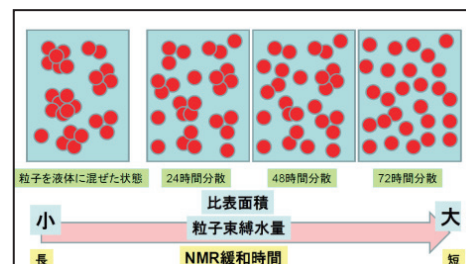 粒子を液体に混ぜた状態
24時間分散
48時間分散
72時間分散
比表面積
小
粒子束縛水量
大
長
NMR緩和時間
短